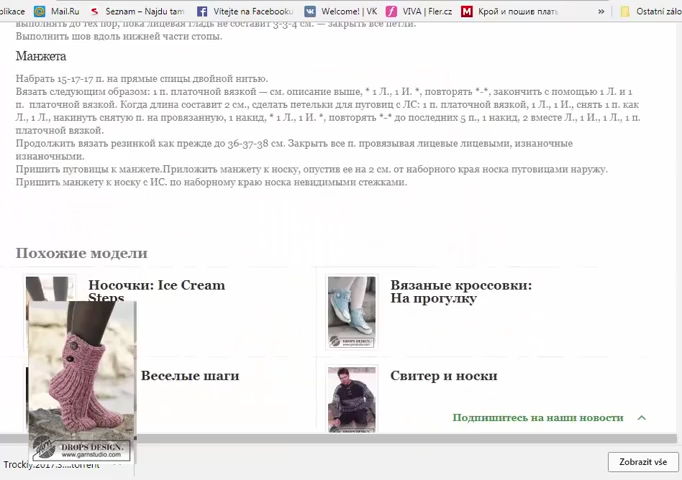 plikace Mail.Ru Seznam – Najdu tam Vítejte na Facebooku Welcome! | VK VIVA | Fler.cz Крой и пошив плать » Ostatní zálo
выполнить до тех пор, пока лицевая гладь не составит 3-3-4 см. — закрыть все петли.
Выполнить шов вдоль нижней части стопы.
Манжета
Набрать 15-17-17 п. на прямые спицы двойной нитью.
Вязать следующим образом: 1 п. платочной вязкой — см. описание выше, * 1 Л., 1 И. *, повторять *-*, закончить с помощью 1 Л. и 1
п. платочной вязкой. Когда длина составит 2 см., сделать петельки для пуговиц с ЛС: 1 п. платочной вязкой, 1 Л., 1 И., снять 1 п. как
Л., 1 Л., накинуть снятую п. на провязанную, 1 накид, * 1 Л., 1 И. *, повторять *-* до последних 5 п., 1 накид, 2 вместе Л., 1 И., 1 Л., 1 п.
платочной вязкой.
Продолжить вязать резинкой как прежде до 36-37-38 см. Закрыть все п. провязывая лицевые лицевыми, изнаночные
изнаночными.
Пришить пуговицы к манжете.Приложить манжету к носку, опустив ее на 2 см. от наборного края носка пуговицами наружу.
Пришить манжету к носку с ИС. по наборному краю носка невидимыми стежками.
Похожие модели
Носочки: Ice Cream
Steps
Вязаные кроссовки:
На прогулку
DROPS DESIGN
Веселые шаги
Свитер и носки
Подпишитесь на наши новости
DROPS DESIGN
www.garnstudio.com
Trockly.2017.S....torrent
Zobrazit vše